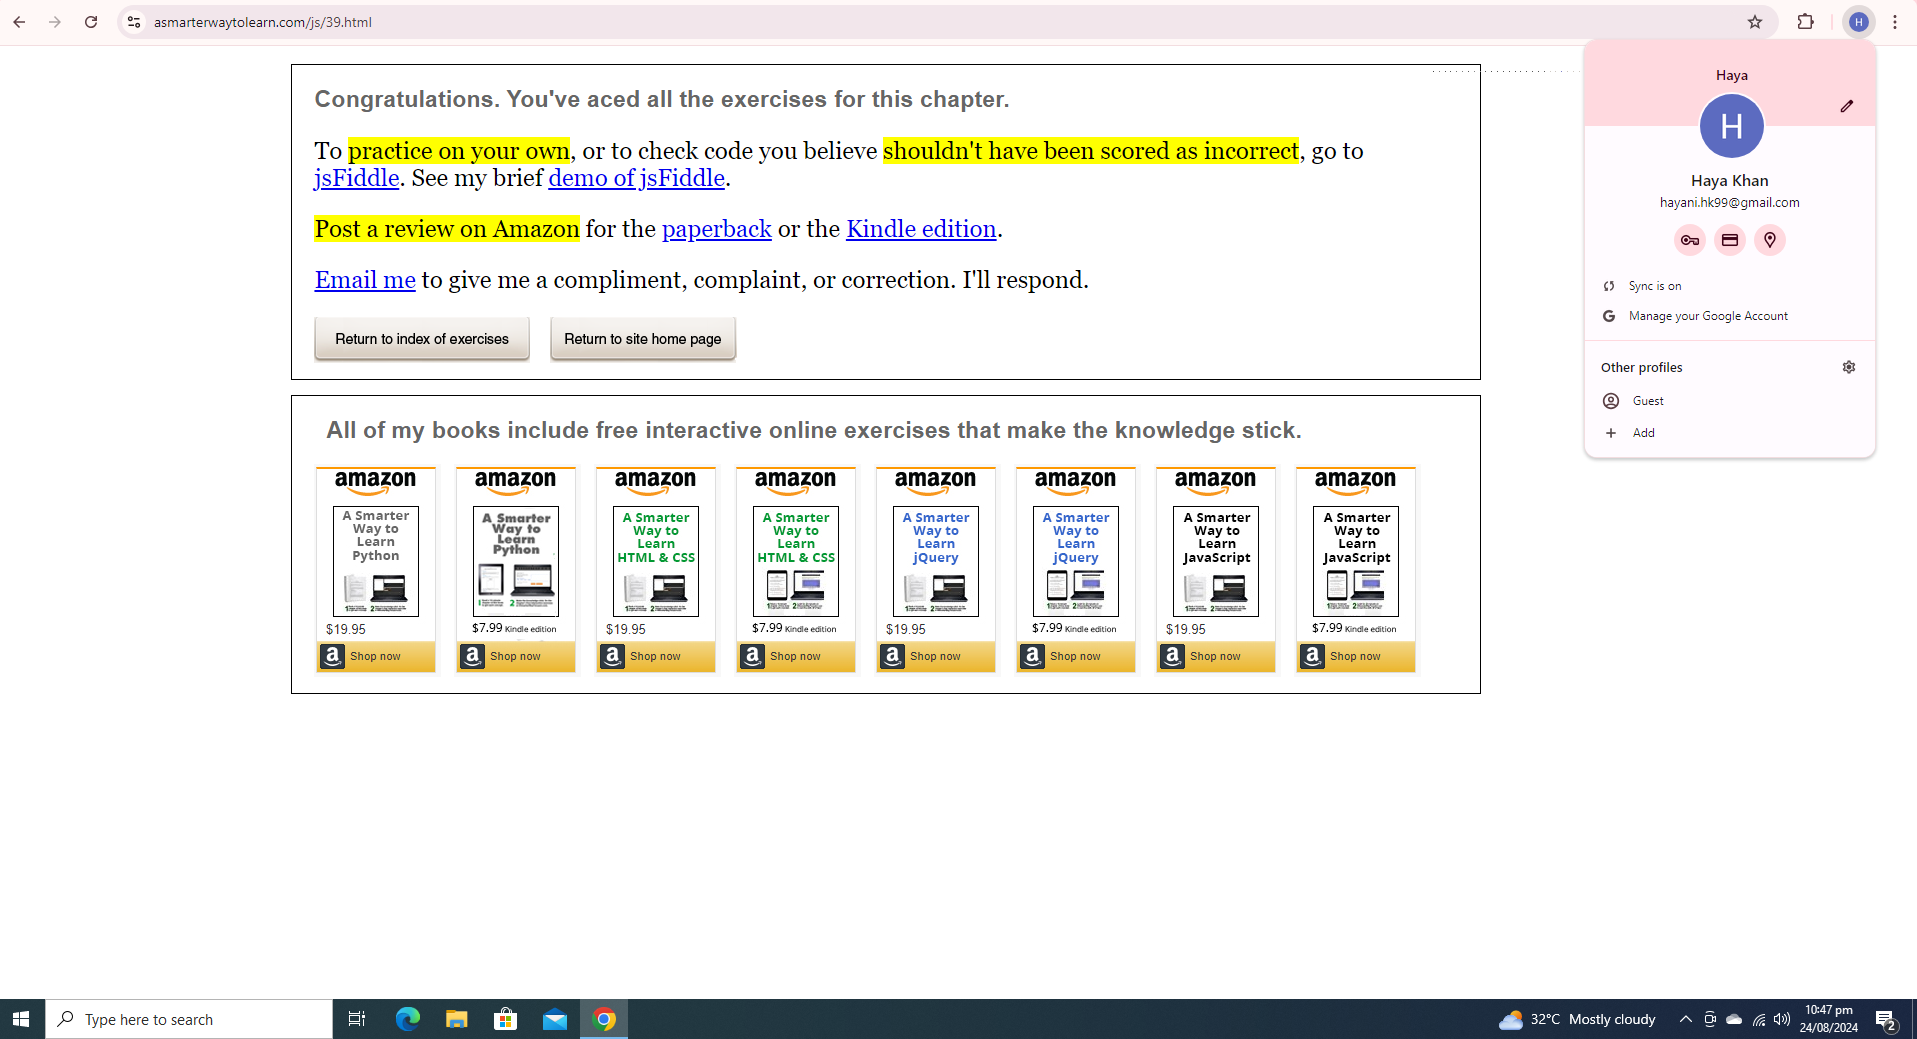 asmarterwaytolearn.com/js/39.html
H
Congratulations. You've aced all the exercises for this chapter.
To practice on your own, or to check code you believe shouldn't have been scored as incorrect, go to
jsFiddle. See my brief demo of jsFiddle.
Post a review on Amazon for the paperback or the Kindle edition.
Email me to give me a compliment, complaint, or correction. I'll respond.
Return to index of exercises
Return to site home page
Haya
H
Haya Khan
hayani.hk99@gmail.com
Sync is on
Manage your Google Account
Other profiles
Guest
Add
All of my books include free interactive online exercises that make the knowledge stick.
amazon
A Smarter
Way to
Learn
Python
$19.95
Shop now
amazon
A Smarter
Way to
Learn
Python
$7.99 Kindle edition
Shop now
amazon
A Smarter
Way to
Learn
HTML & CSS
$19.95
Shop now
amazon
A Smarter
Way to
Learn
HTML & CSS
$7.99 Kindle edition
Shop now
amazon
A Smarter
Way to
Learn
jQuery
$19.95
Shop now
amazon
A Smarter
Way to
Learn
jQuery
$7.99 Kindle edition
Shop now
amazon
A Smarter
Way to
Learn
JavaScript
$19.95
Shop now
amazon
A Smarter
Way to
Learn
JavaScript
$7.99 Kindle edition
Shop now
Type here to search
32°C Mostly cloudy
10:47 pm
24/08/2024
2